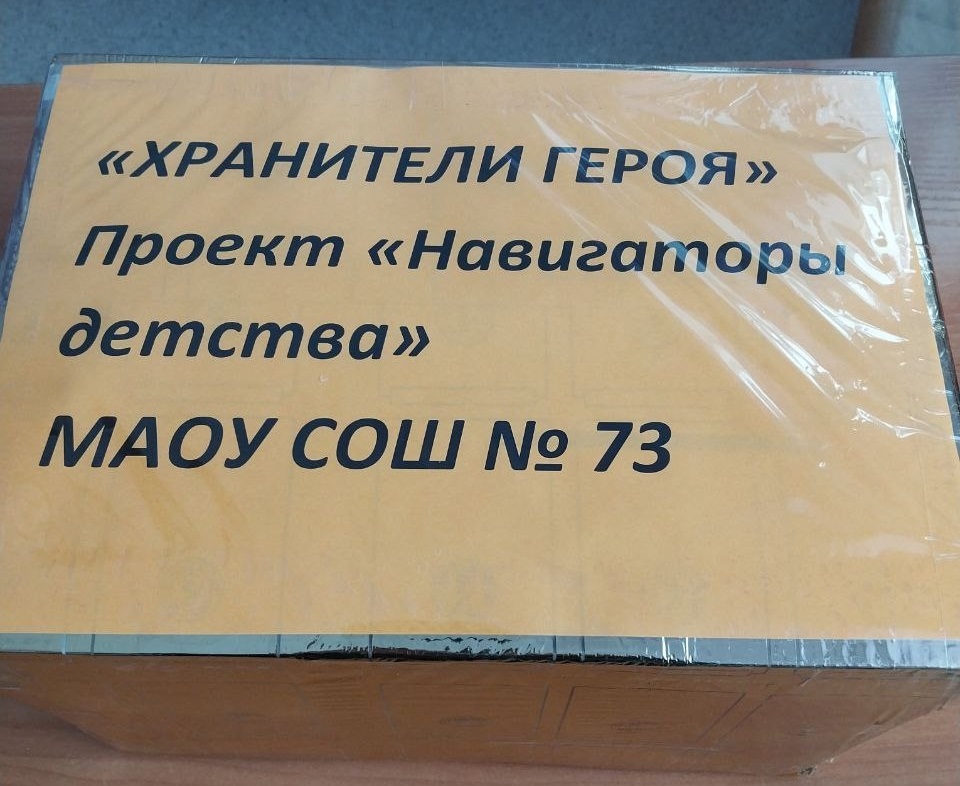 «ХРАНИТЕЛИ ГЕРОЯ»
Проект «Навигаторы
детства»
МАОУ СОШ № 73